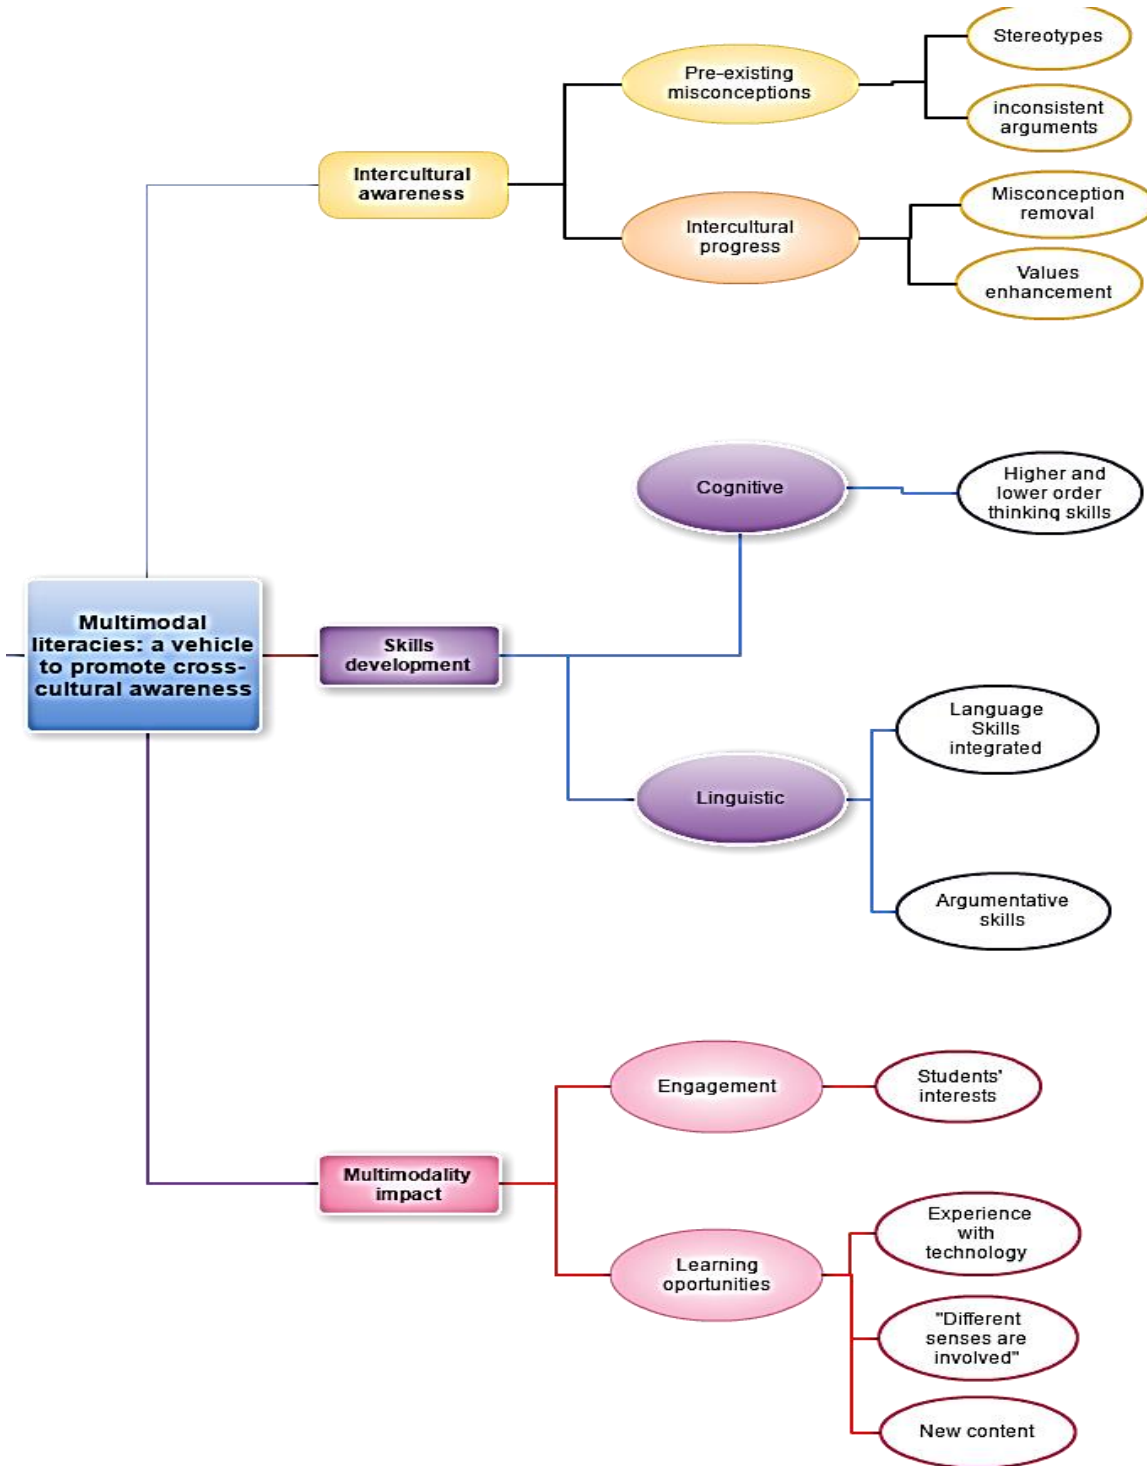 Stereotypes
Pre-existing
misconceptions
inconsistent
arguments
Intercultural
awareness
Misconception
removal
Intercultural
progress
Values
enhancement
Cognitive
Higher and
lower order
thinking skills
Multimodal
literacies: a vehicle
to promote cross-
cultural awareness
Skills
development
Language
Skills
integrated
Linguistic
Argumentative
skills
Engagement
Students'
interests
Multimodality
impact
Experience
with
technology
Learning
oportunities
"Different
senses are
involved"
New content